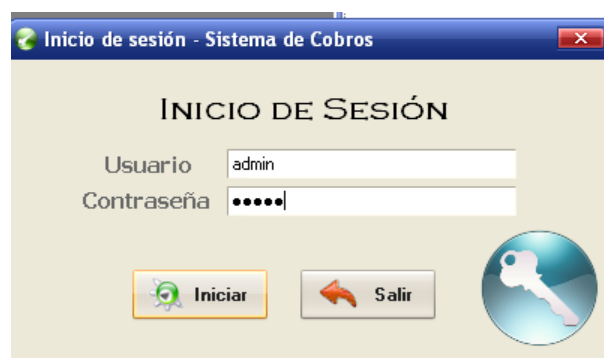 Inicio de sesión - Sistema de Cobros
INICIO DE SESIÓN
Usuario admin
Contraseña •••••
Iniciar Salir